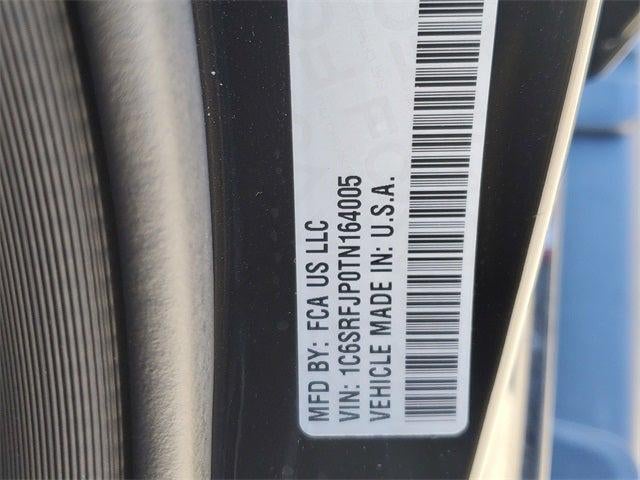 MFD BY: FCA US LLC
VIN: 1C6SRFJP0TN164005
VEHICLE MADE IN: U.S.A.